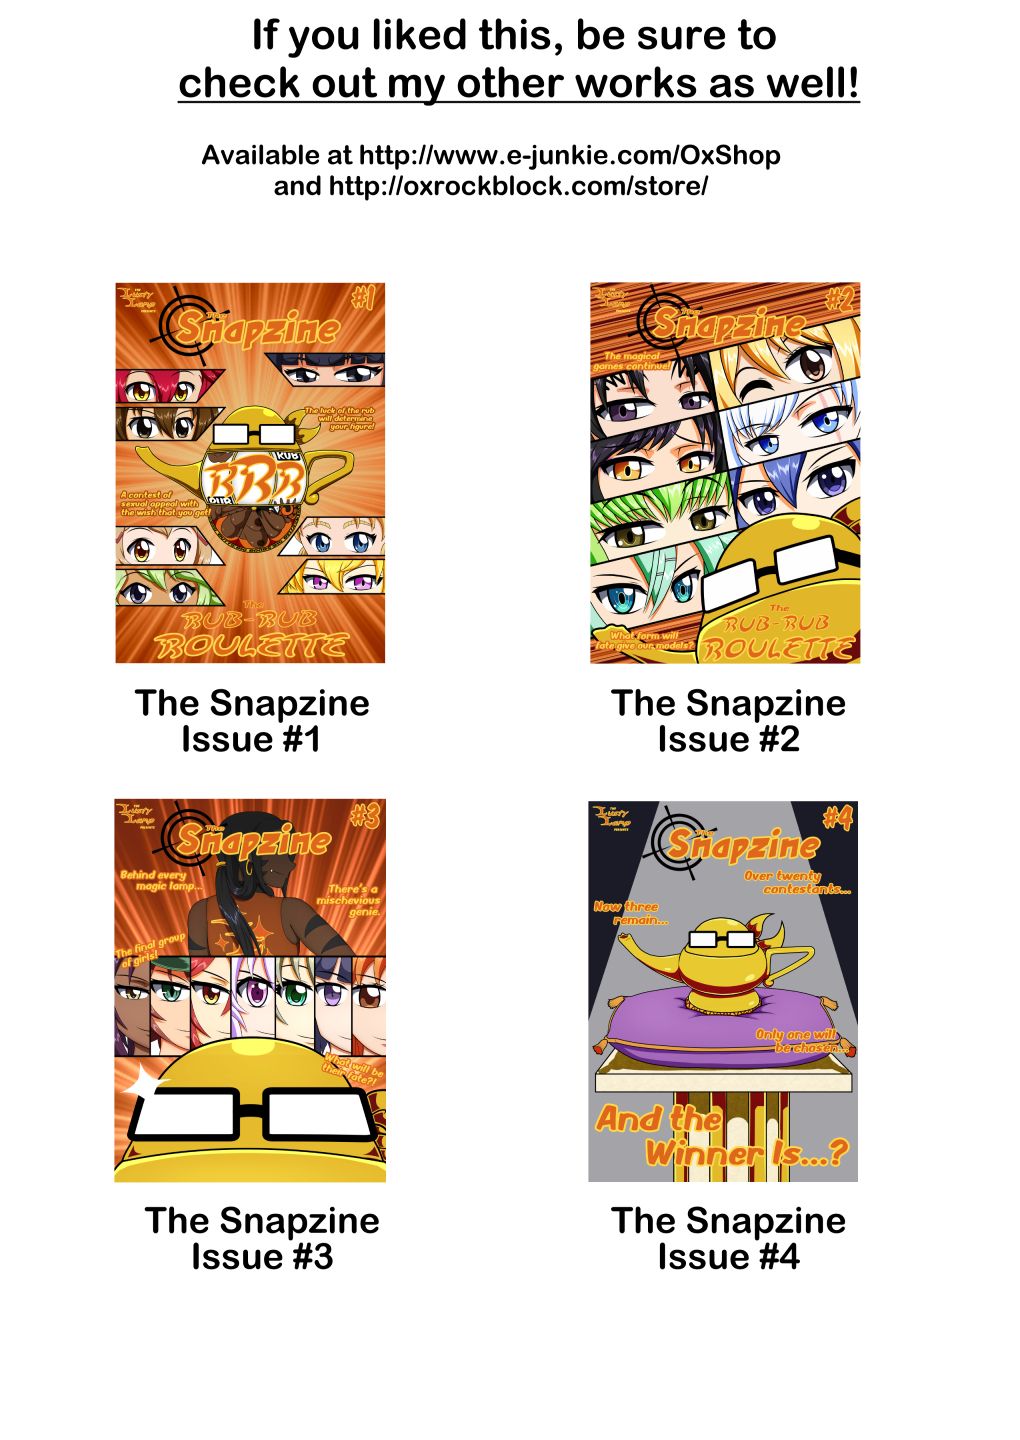 If you liked this, be sure to
check out my other works as well!
Available at http://www.e-junkie.com/OxShop
and http://oxrockblock.com/store/
THE
Lusty
Lamp
PRESENTS
#1
The
Snapzine
The luck of the rub
will determine
your figure!
RUB
BBB
RUB
A contest of
sexual appeal with
the wish that you get!
The
RUB-RUB
ROULETTE
The Snapzine
Issue #1
THE
Lusty
Lamp
PRESENTS
#2
The
Snapzine
The magical
games continue!
What form will
fate give our models?
The
RUB-RUB
ROULETTE
The Snapzine
Issue #2
THE
Lusty
Lamp
PRESENTS
#3
The
Snapzine
Behind every
magic lamp...
There's a
mischevious
genie.
The final group
of girls!
What will be
their fate?!
The Snapzine
Issue #3
THE
Lusty
Lamp
PRESENTS
#4
The
Snapzine
Over twenty
contestants...
Now three
remain...
Only one will
be chosen...
And the
Winner Is...?
The Snapzine
Issue #4